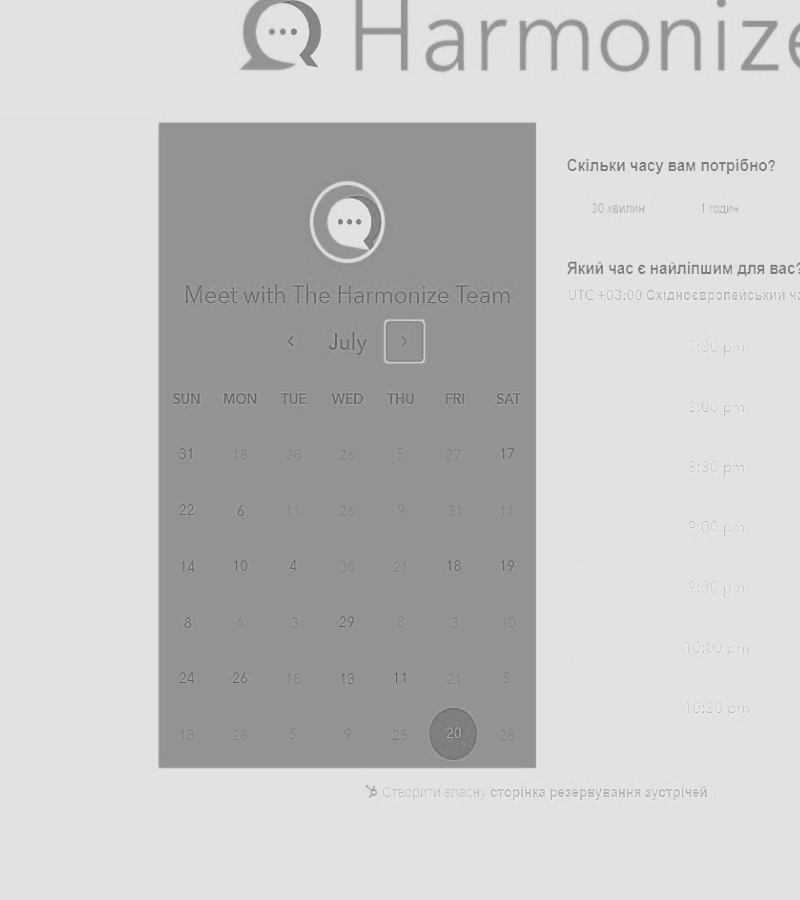 Harmonize
Meet with The Harmonize Team
July
SUN MON TUE WED THU FRI SAT
31 18 28 26 5 27 17
22 6 11 26 9 31 11
14 10 4 30 21 18 19
8 6 3 29 8 3 10
24 26 18 13 11 21 5
18 28 5 9 25 20 28
Скільки часу вам потрібно?
30 хвилин 1 годин
Який час є найліпшим для вас?
UTC +03:00 Східноєвропейський ча
7:30 pm
8:00 pm
8:30 pm
9:00 pm
9:30 pm
10:00 pm
10:30 pm
Створити власну сторінка резервування зустрічей